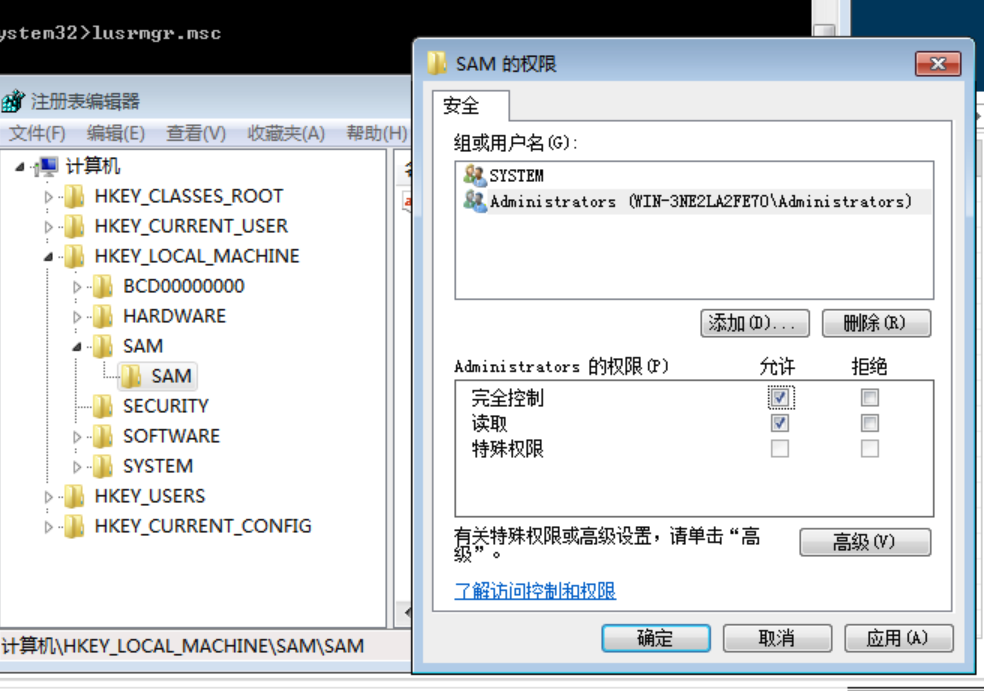 ystem32>lusrmgr.msc
注册表编辑器
文件(F) 编辑(E) 查看(V) 收藏夹(A) 帮助(H)
计算机
HKEY_CLASSES_ROOT
HKEY_CURRENT_USER
HKEY_LOCAL_MACHINE
BCD00000000
HARDWARE
SAM
SAM
SECURITY
SOFTWARE
SYSTEM
HKEY_USERS
HKEY_CURRENT_CONFIG
计算机\HKEY_LOCAL_MACHINE\SAM\SAM
SAM 的权限
安全
组或用户名(G):
SYSTEM
Administrators (WIN-3NE2LA2FE70\Administrators)
添加(D)... 删除(R)
Administrators 的权限(P) 允许 拒绝
完全控制
读取
特殊权限
有关特殊权限或高级设置，请单击“高
级”。
高级(V)
了解访问控制和权限
确定 取消 应用(A)